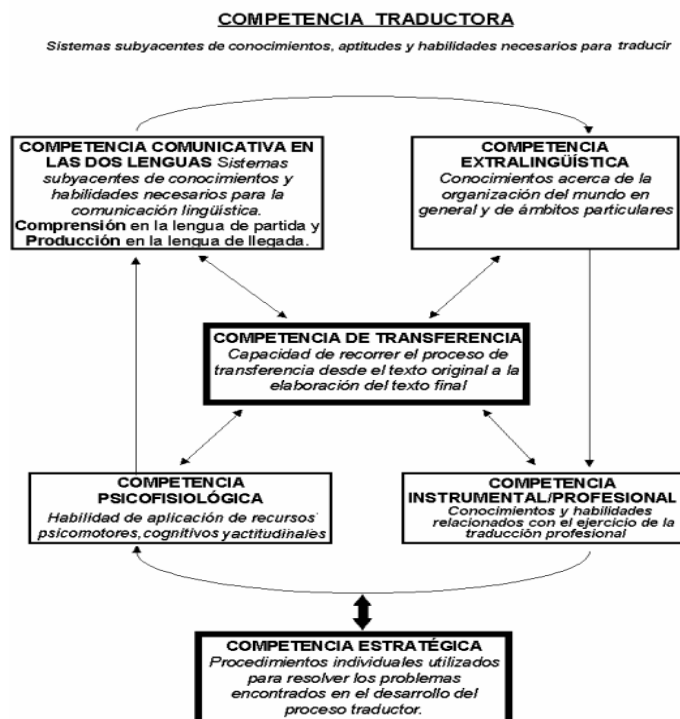 COMPETENCIA TRADUCTORA
Sistemas subyacentes de conocimientos, aptitudes y habilidades necesarios para traducir
COMPETENCIA COMUNICATIVA EN
LAS DOS LENGUAS Sistemas
subyacentes de conocimientos y
habilidades necesarios para la
comunicación lingüística.
Comprensión en la lengua de partida y
Producción en la lengua de llegada.
COMPETENCIA
EXTRALINGÜÍSTICA
Conocimientos acerca de la
organización del mundo en
general y de ámbitos particulares
COMPETENCIA DE TRANSFERENCIA
Capacidad de recorrer el proceso de
transferencia desde el texto original a la
elaboración del texto final
COMPETENCIA
PSICOFISIOLÓGICA
Habilidad de aplicación de recursos
psicomotores, cognitivos y actitudinales
COMPETENCIA
INSTRUMENTAL/PROFESIONAL
Conocimientos y habilidades
relacionados con el ejercicio de la
traducción profesional
COMPETENCIA ESTRATÉGICA
Procedimientos individuales utilizados
para resolver los problemas
encontrados en el desarrollo del
proceso traductor.